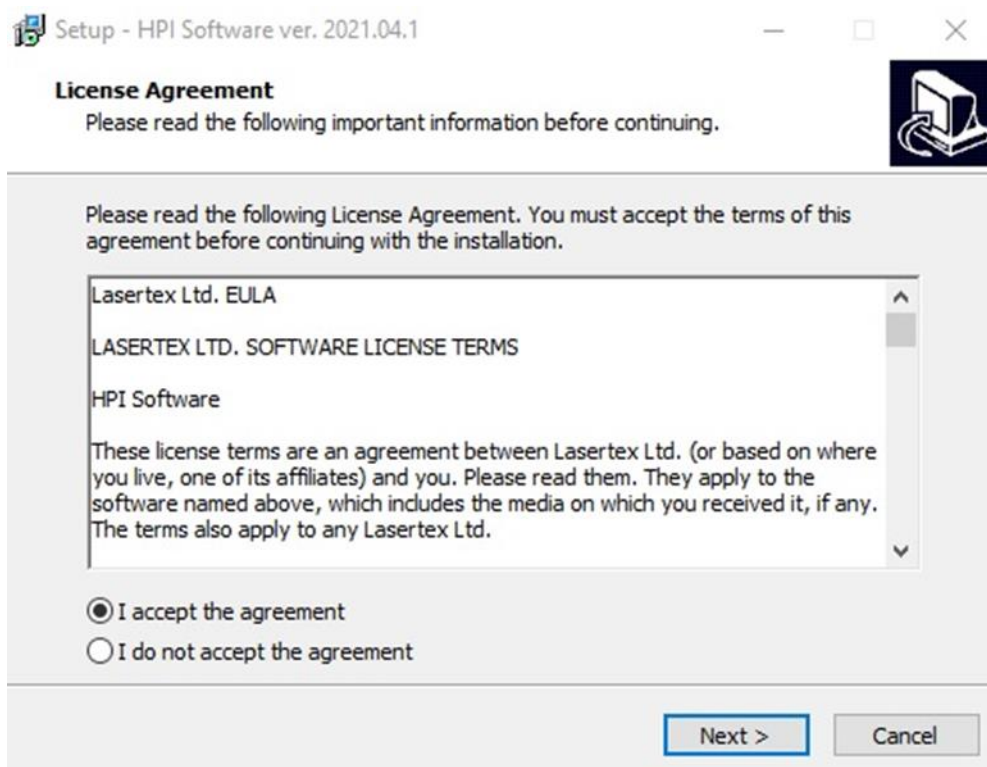 Setup - HPI Software ver. 2021.04.1
License Agreement
Please read the following important information before continuing.
Please read the following License Agreement. You must accept the terms of this
agreement before continuing with the installation.
Lasertex Ltd. EULA
LASERTEX LTD. SOFTWARE LICENSE TERMS
HPI Software
These license terms are an agreement between Lasertex Ltd. (or based on where
you live, one of its affiliates) and you. Please read them. They apply to the
software named above, which includes the media on which you received it, if any.
The terms also apply to any Lasertex Ltd.
I accept the agreement
I do not accept the agreement
Next >
Cancel